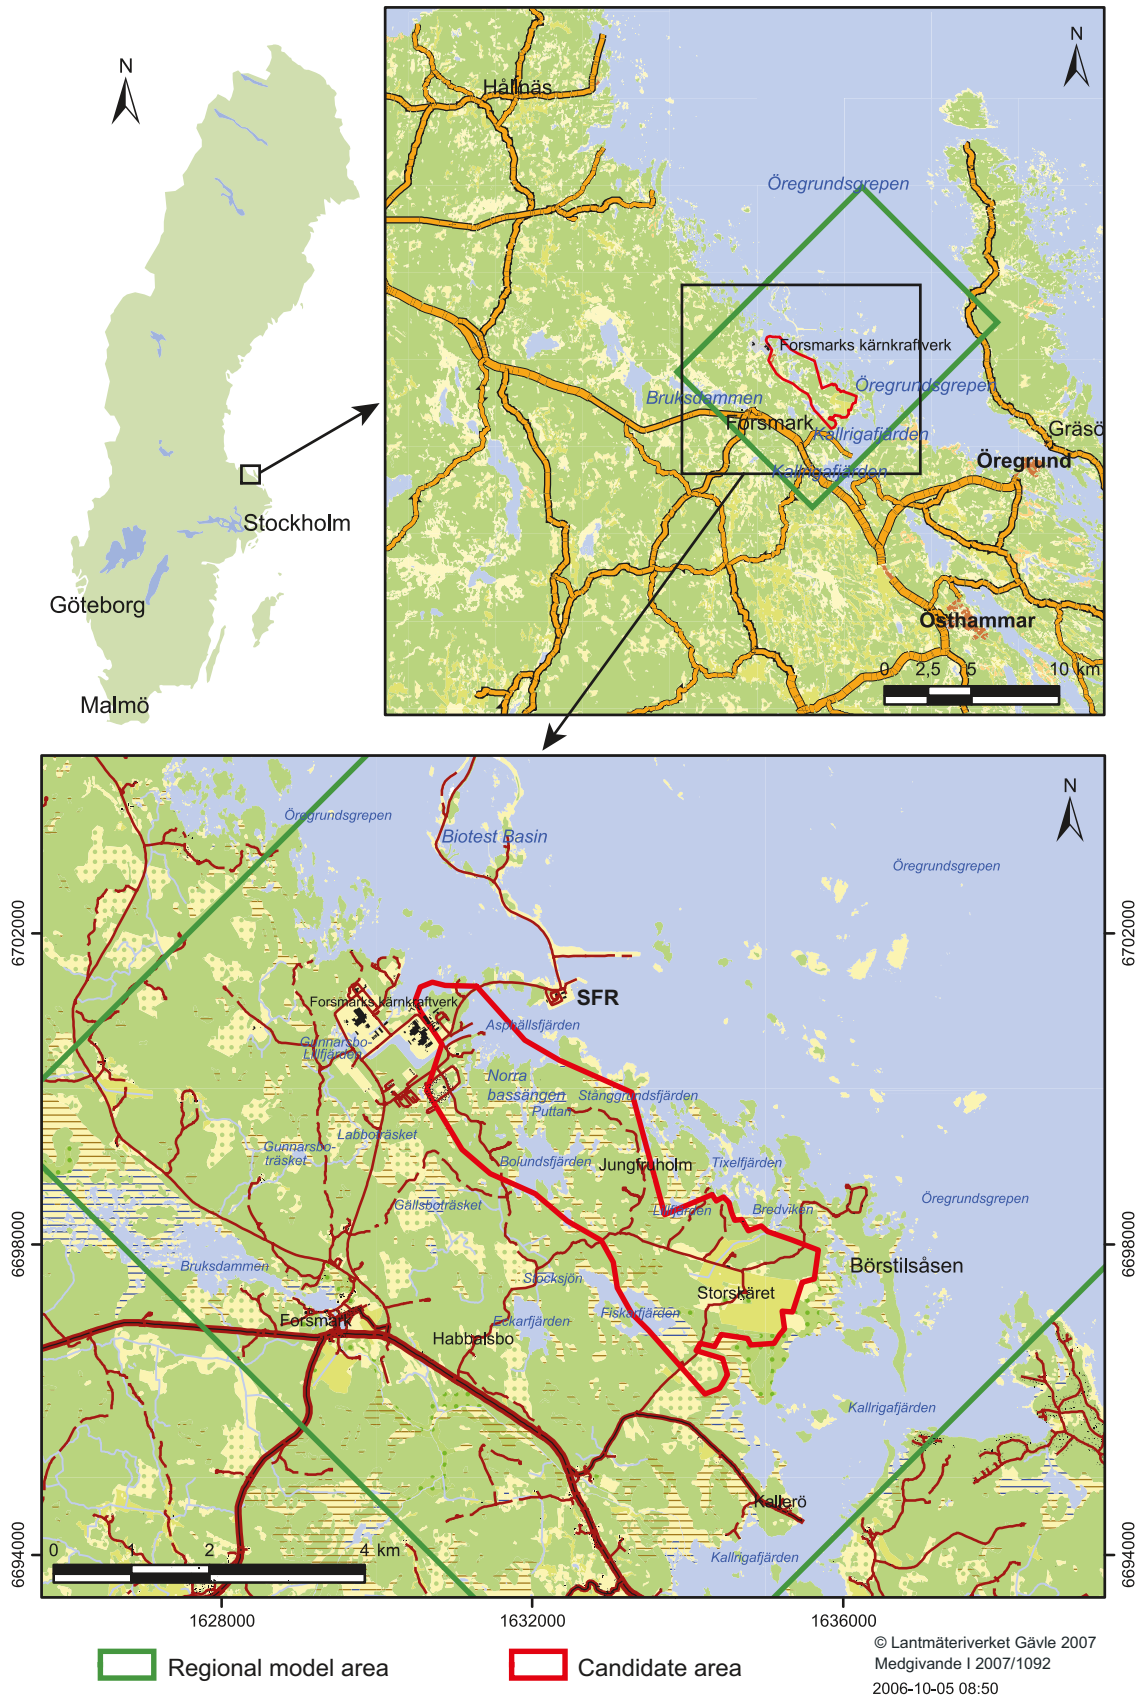 N
Stockholm
Göteborg
Malmö
N
Hållnäs
Öregrundsgrepen
Forsmarks kärnkraftverk
Öregrundsgrepen
Bruksdammen
Forsmark
Kallrigafjärden
Kallrigafjärden
Gräsö
Öregrund
Östhammar
0 2,5 5 10 km
N
Öregrundsgrepen
Biotest Basin
Öregrundsgrepen
6702000
6702000
SFR
Forsmarks kärnkraftverk
Asphällsfjärden
Gunnarsbo-
Lillfjärden
Norra
bassängen
Stånggrundsfjärden
Puttan
Labboträsket
Gunnarsbo-
träsket
Bolundsfjärden
Jungfruholm
Tixelfjärden
Gällsboträsket
Lillfjärden
Bredviken
Öregrundsgrepen
6698000
6698000
Bruksdammen
Stocksjön
Börstilsåsen
Storskäret
Fiskarfjärden
Forsmark
Eckarfjärden
Habbalsbo
Kallrigafjärden
Kallerö
Kallrigafjärden
6694000
6694000
0 1 2 4 km
1628000
1632000
1636000
Regional model area
Candidate area
© Lantmäteriverket Gävle 2007
Medgivande I 2007/1092
2006-10-05 08:50